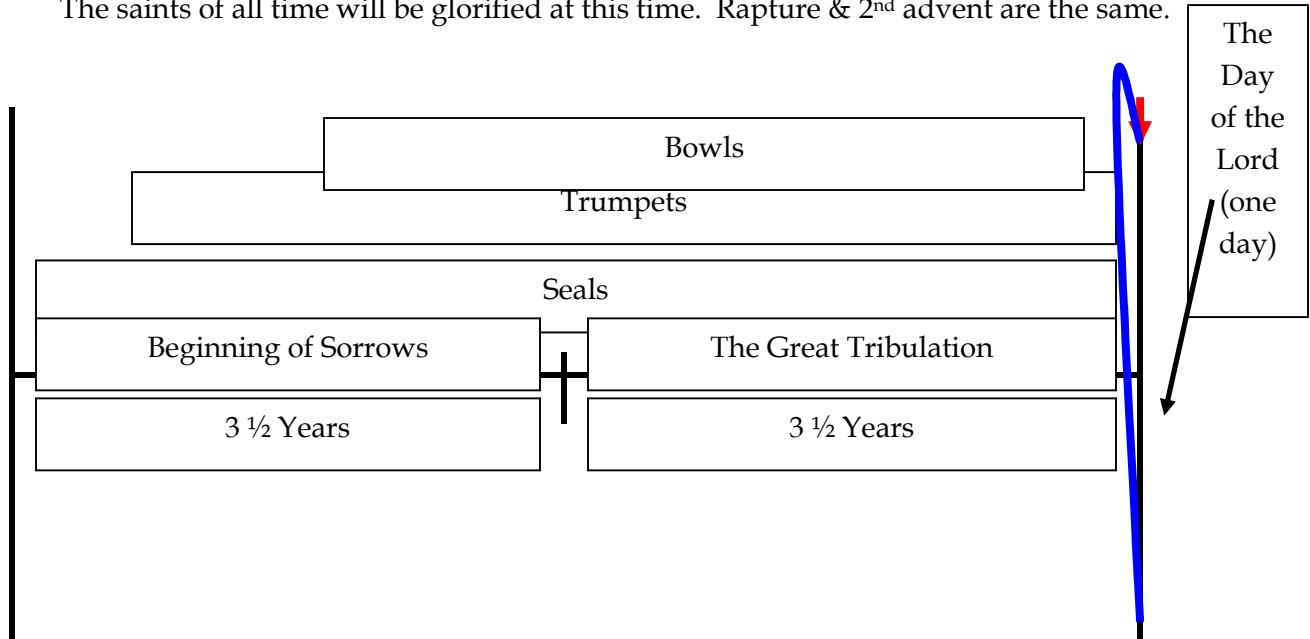 The saints of all time will be glorified at this time. Rapture & 2nd advent are the same.
The
Day
of the
Lord
(one
day)
Bowls
Trumpets
Seals
Beginning of Sorrows
The Great Tribulation
3 ½ Years
3 ½ Years